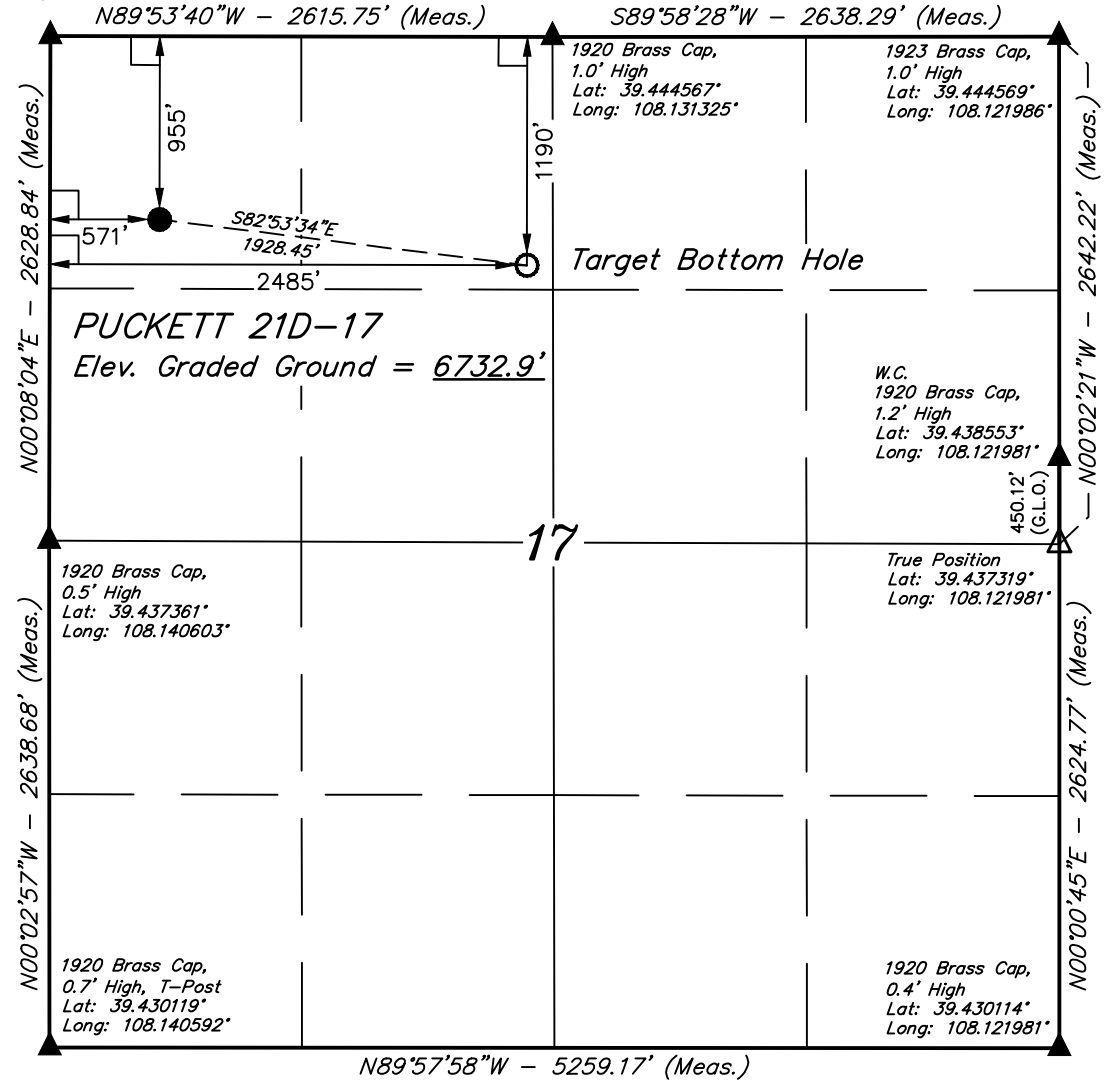 N89°53'40"W - 2615.75' (Meas.)
S89°58'28"W - 2638.29' (Meas.)
1920 Brass Cap,
1.0' High
Lat: 39.444567°
Long: 108.131325°
1923 Brass Cap,
1.0' High
Lat: 39.444569°
Long: 108.121986°
955'
1190'
571'
S82°53'34"E
1928.45'
2485'
Target Bottom Hole
N00°08'04"E - 2628.84' (Meas.)
N00°02'21"W - 2642.22' (Meas.)
PUCKETT 21D-17
Elev. Graded Ground = 6732.9'
W.C.
1920 Brass Cap,
1.2' High
Lat: 39.438553°
Long: 108.121981°
450.12'
(G.L.O.)
17
1920 Brass Cap,
0.5' High
Lat: 39.437361°
Long: 108.140603°
True Position
Lat: 39.437319°
Long: 108.121981°
N00°02'57"W - 2638.68' (Meas.)
N00°00'45"E - 2624.77' (Meas.)
1920 Brass Cap,
0.7' High, T-Post
Lat: 39.430119°
Long: 108.140592°
1920 Brass Cap,
0.4' High
Lat: 39.430114°
Long: 108.121981°
N89°57'58"W - 5259.17' (Meas.)